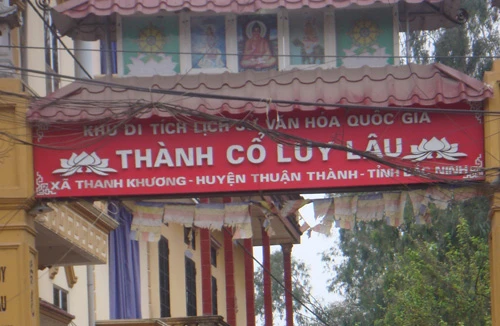 KHU DI TÍCH LỊCH SỬ VĂN HÓA QUỐC GIA
THÀNH CỔ LUY LÂU
XÃ THANH KHƯƠNG - HUYỆN THUẬN THÀNH - TỈNH BẮC NINH